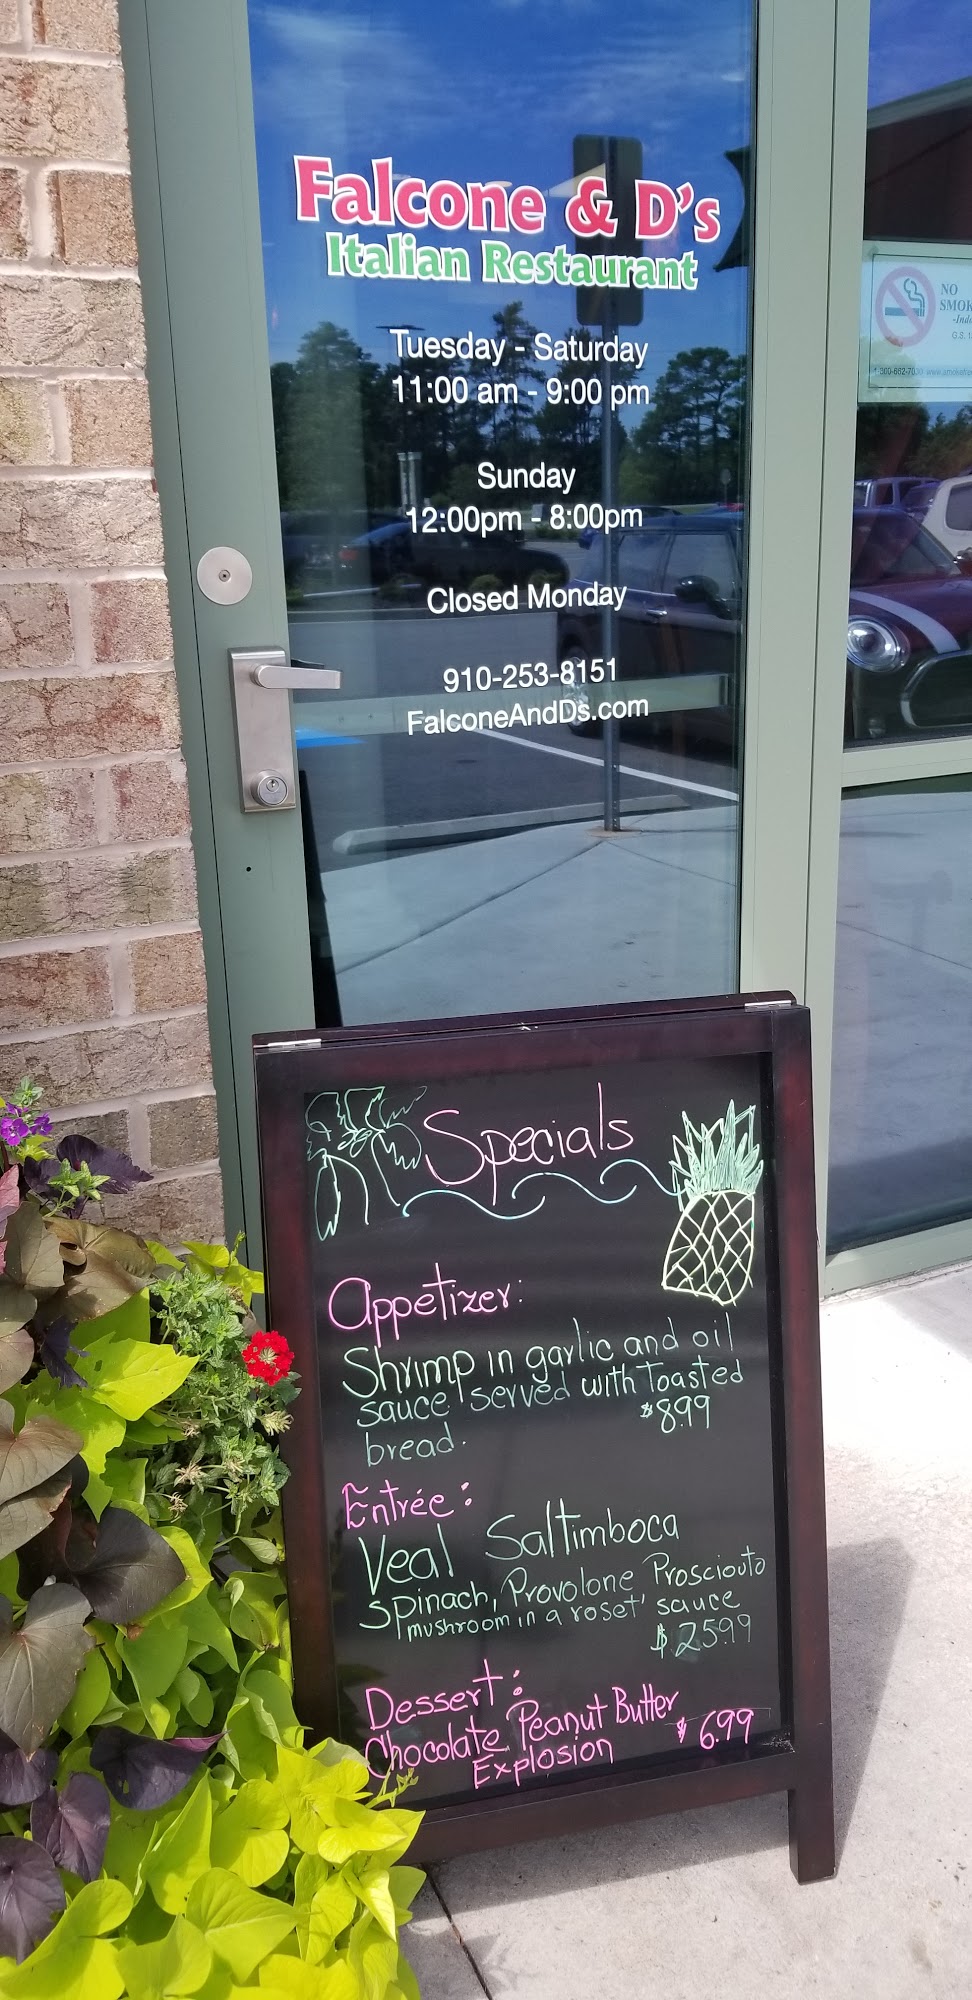 Falcone & D's
Italian Restaurant
Tuesday - Saturday
11:00 am - 9:00 pm
Sunday
12:00pm - 8:00pm
Closed Monday
910-253-8151
FalconeAndDs.com
NO
SMOK
G.S.
Specials
Appetizer:
Shrimp in garlic and oil
sauce served with Toasted
bread. $8.99
Entrée:
Veal Saltimboca
Spinach, Provolone, Prosciouto
mushroom in a roset' sauce
$25.99
Dessert:
Chocolate Peanut Butter
Explosion $6.99